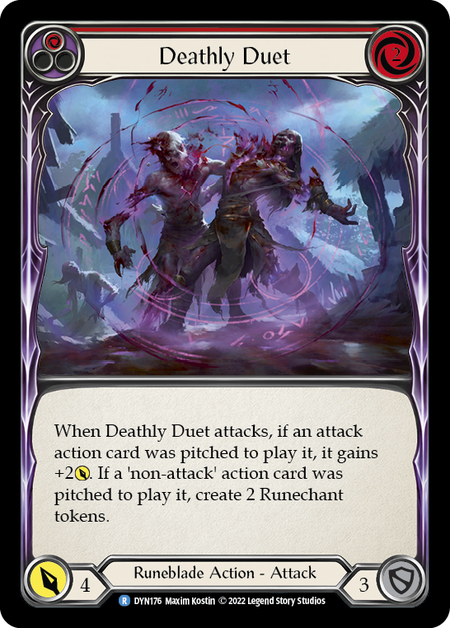 Deathly Duet
2
When Deathly Duet attacks, if an attack
action card was pitched to play it, it gains
+2. If a 'non-attack' action card was
pitched to play it, create 2 Runechant
tokens.
4
Runeblade Action - Attack
3
R DYN176 Maxim Kostin © 2022 Legend Story Studios